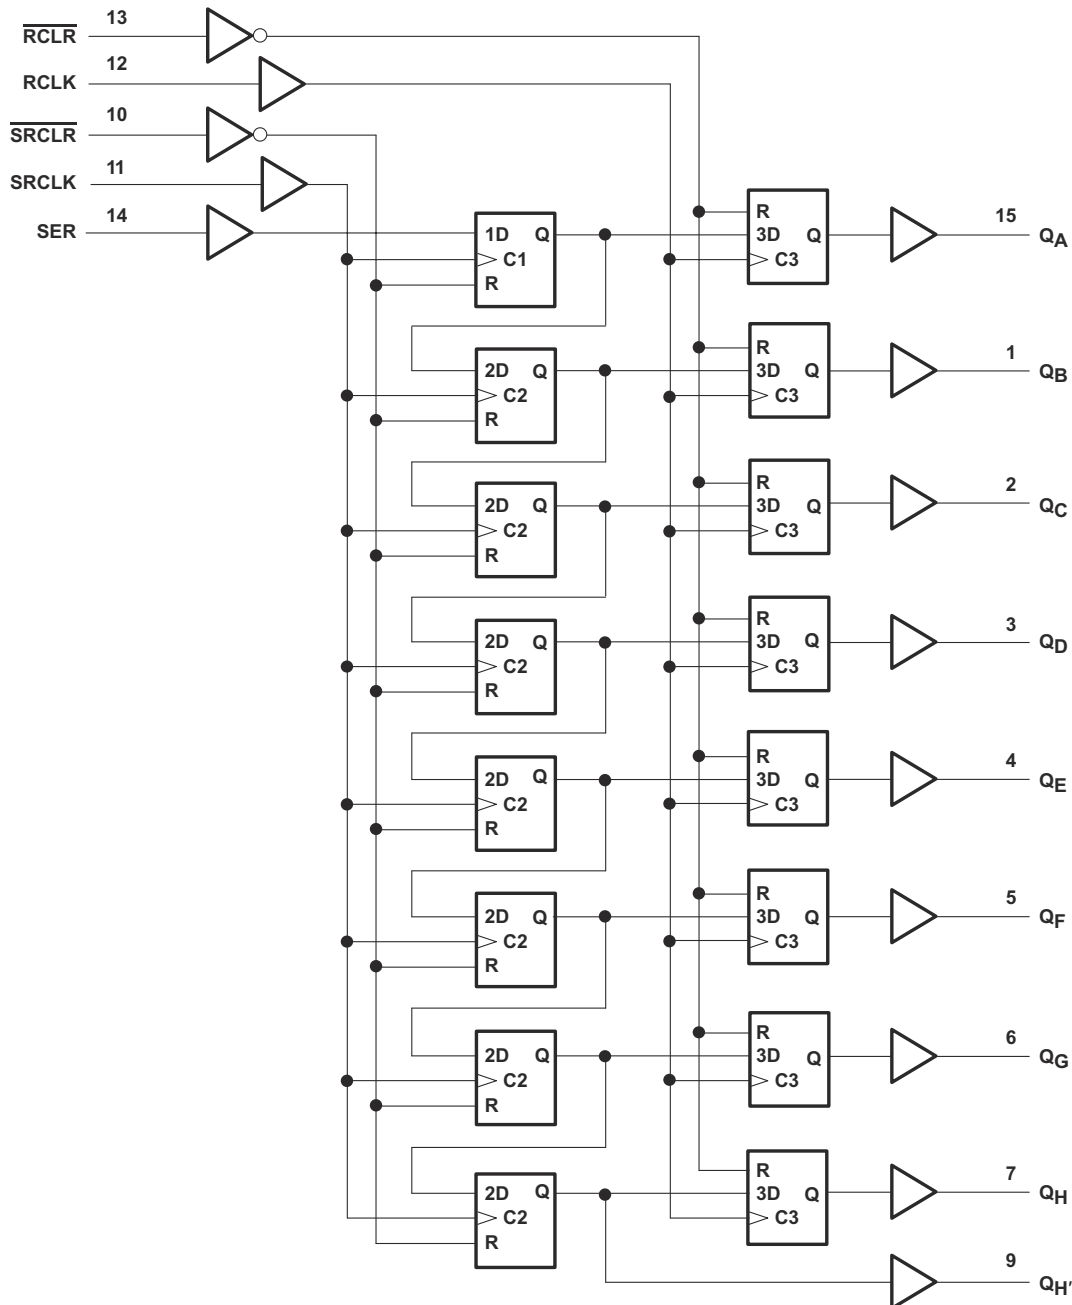 RCLR 13
RCLK 12
SRCLR 10
SRCLK 11
SER 14
1D Q
C1
R
R
3D Q
C3
15 QA
2D Q
C2
R
R
3D Q
C3
1 QB
2D Q
C2
R
R
3D Q
C3
2 QC
2D Q
C2
R
R
3D Q
C3
3 QD
2D Q
C2
R
R
3D Q
C3
4 QE
2D Q
C2
R
R
3D Q
C3
5 QF
2D Q
C2
R
R
3D Q
C3
6 QG
2D Q
C2
R
R
3D Q
C3
7 QH
9 QH′